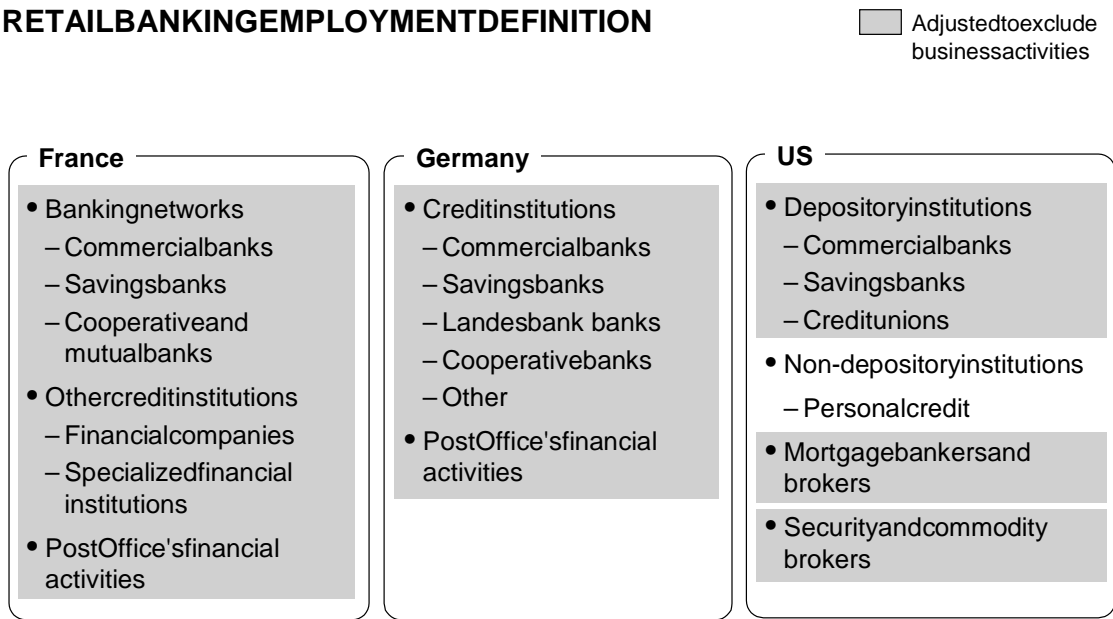 RETAILBANKINGEMPLOYMENTDEFINITION
Adjustedtoexclude
businessactivities
France
• Bankingnetworks
– Commercialbanks
– Savingsbanks
– Cooperativeand
mutualbanks
• Othercreditinstitutions
– Financialcompanies
– Specializedfinancial
institutions
• PostOffice'sfinancial
activities
Germany
• Creditinstitutions
– Commercialbanks
– Savingsbanks
– Landesbank banks
– Cooperativebanks
– Other
• PostOffice'sfinancial
activities
US
• Depositoryinstitutions
– Commercialbanks
– Savingsbanks
– Creditunions
• Non-depositoryinstitutions
– Personalcredit
• Mortgagebankersand
brokers
• Securityandcommodity
brokers